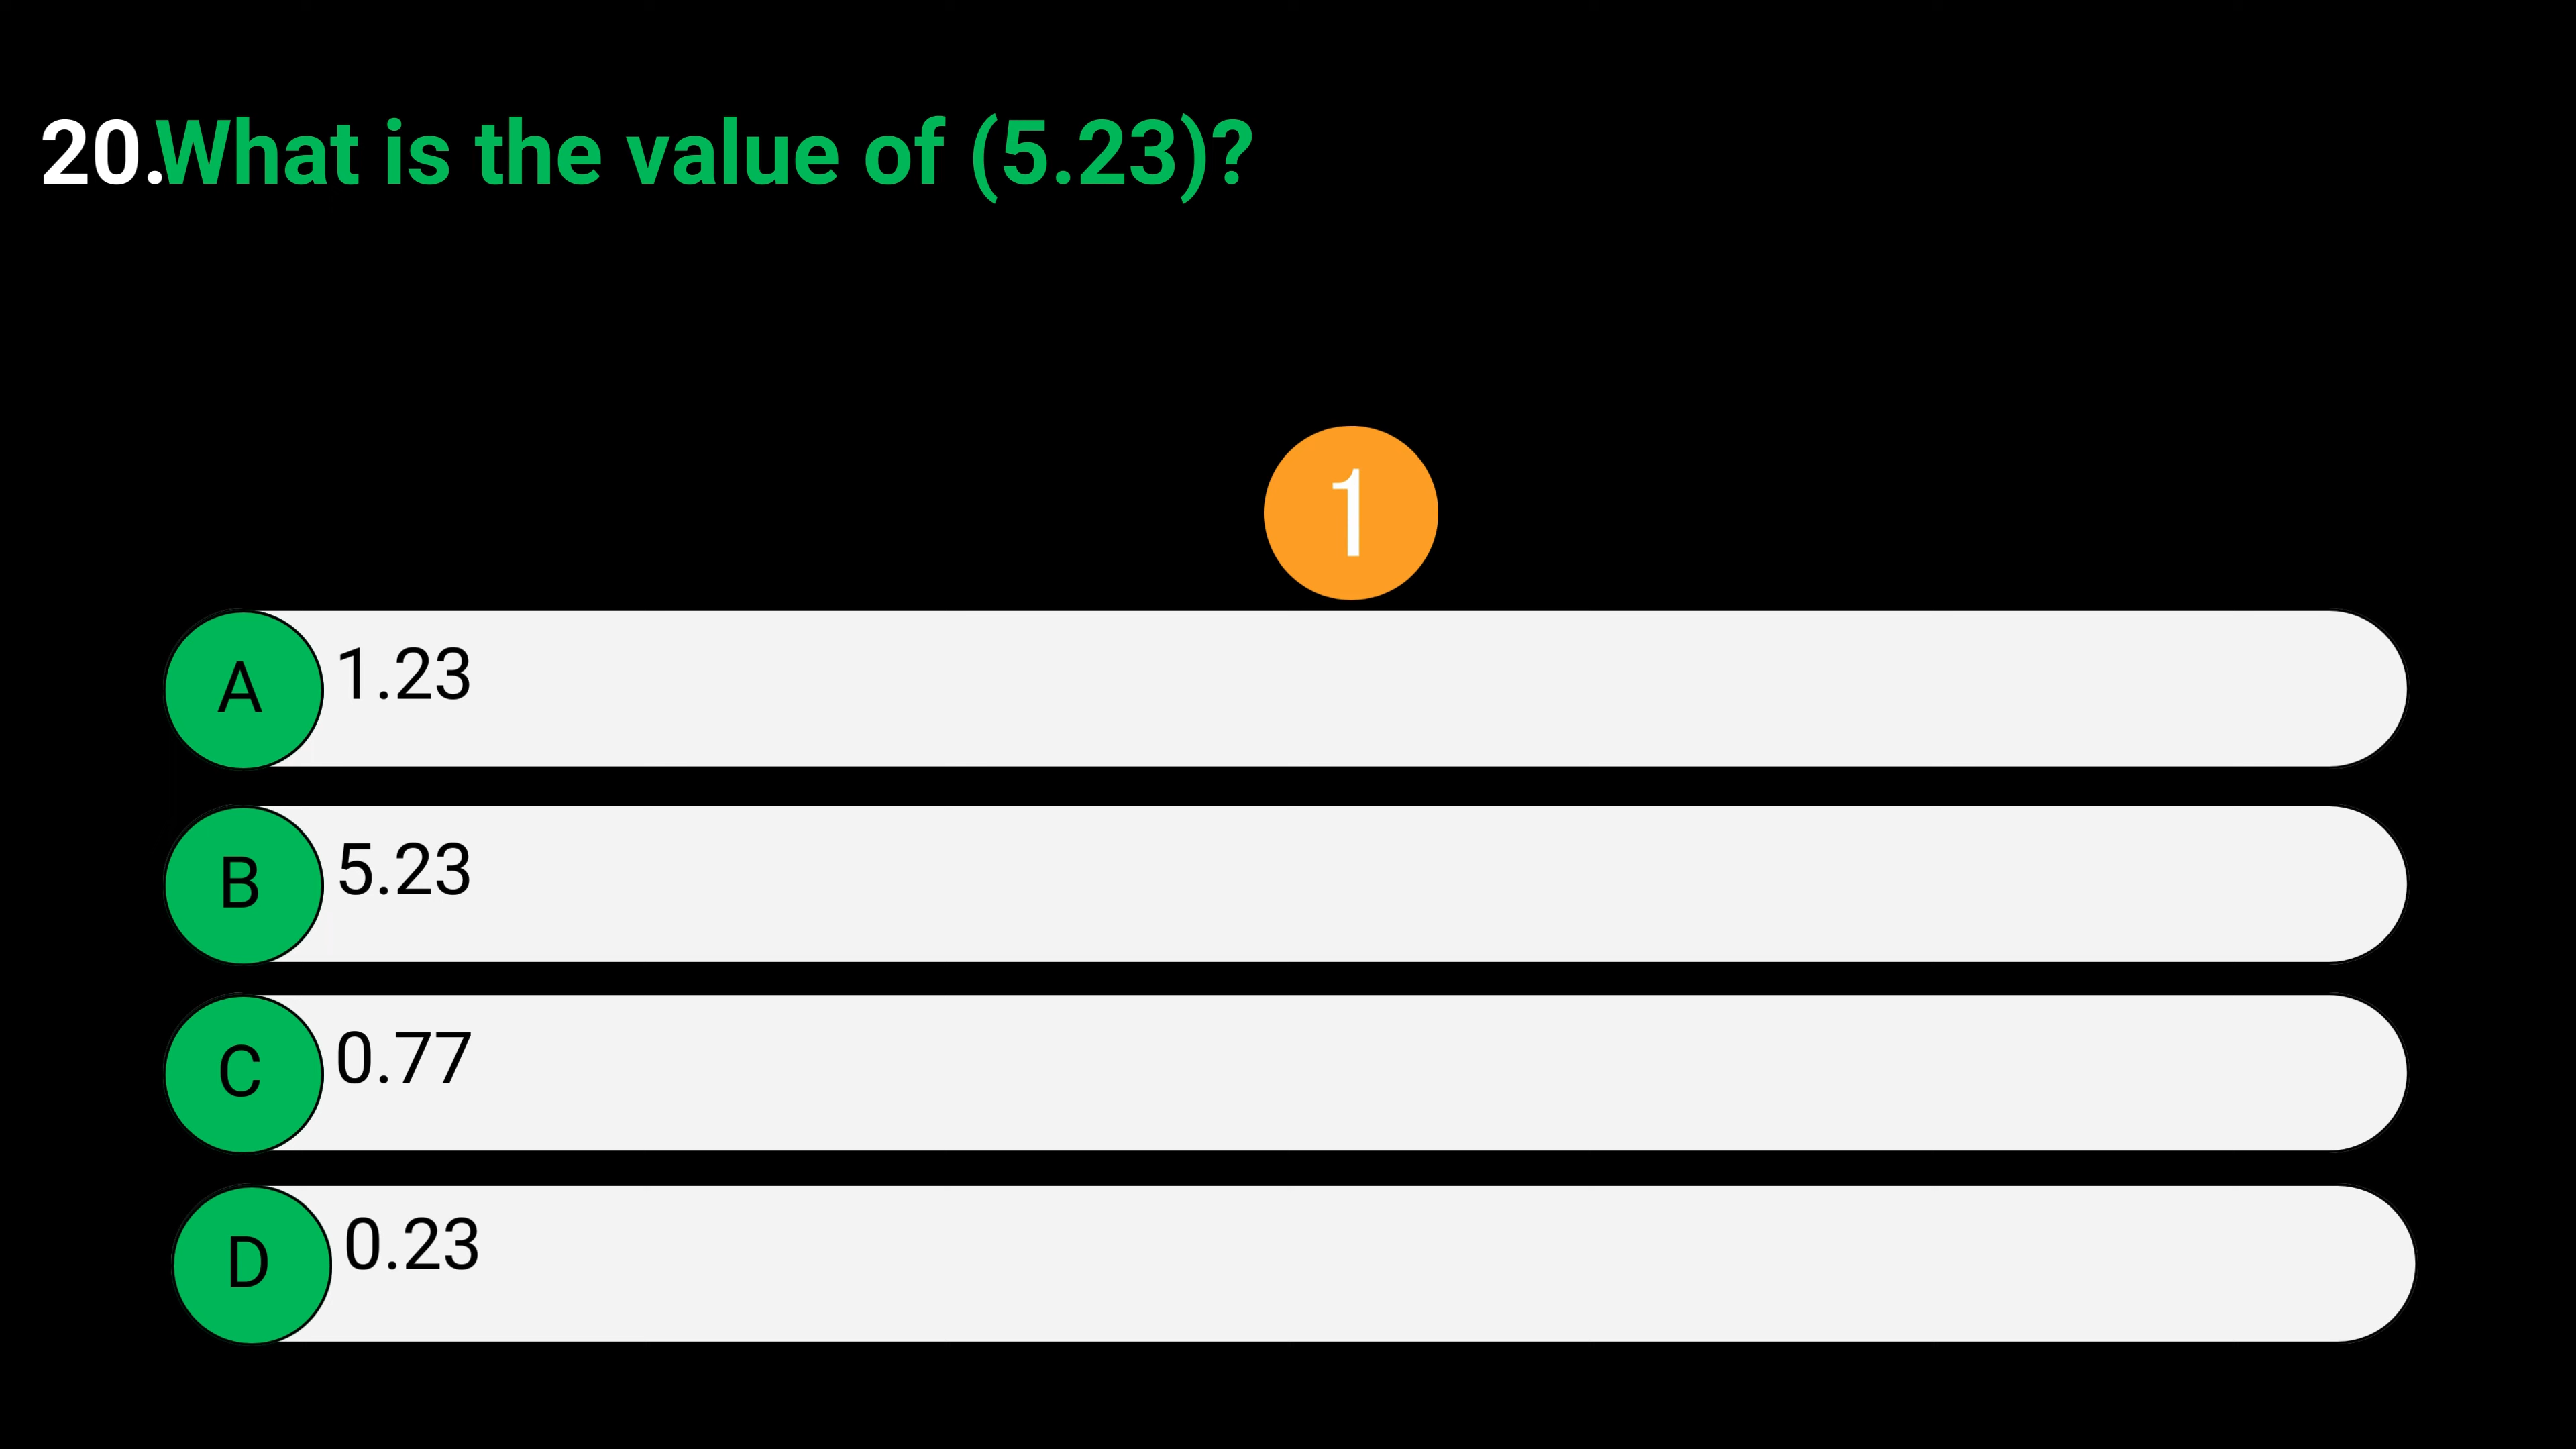 20.What is the value of (5.23)?
1
A 1.23
B 5.23
C 0.77
D 0.23